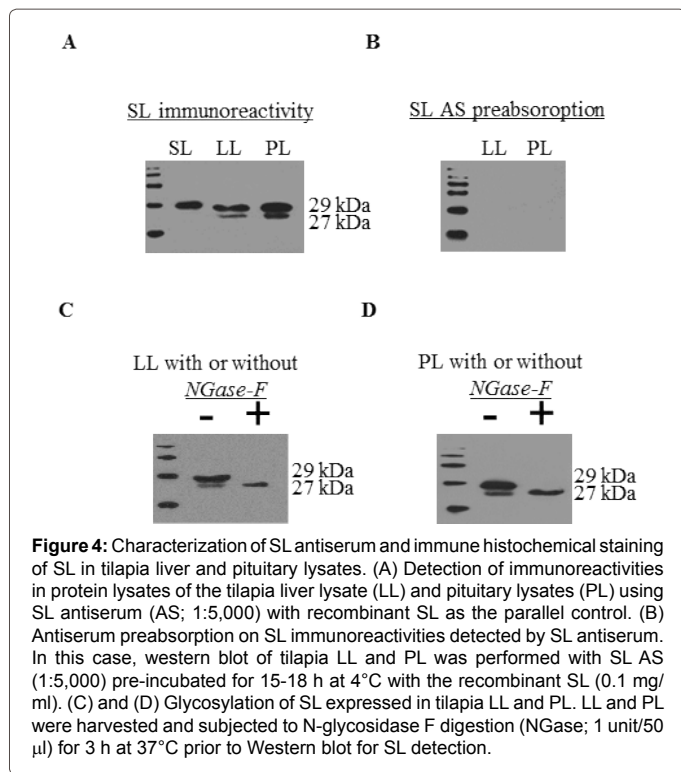 A
B
SL immunoreactivity
SL AS preabsoroption
SL LL PL
LL PL
29 kDa
27 kDa
C
D
LL with or without
NGase-F
- +
PL with or without
NGase-F
- +
29 kDa
27 kDa
29 kDa
27 kDa
Figure 4: Characterization of SL antiserum and immune histochemical staining
of SL in tilapia liver and pituitary lysates. (A) Detection of immunoreactivities
in protein lysates of the tilapia liver lysate (LL) and pituitary lysates (PL) using
SL antiserum (AS; 1:5,000) with recombinant SL as the parallel control. (B)
Antiserum preabsorption on SL immunoreactivities detected by SL antiserum.
In this case, western blot of tilapia LL and PL was performed with SL AS
(1:5,000) pre-incubated for 15-18 h at 4°C with the recombinant SL (0.1 mg/
ml). (C) and (D) Glycosylation of SL expressed in tilapia LL and PL. LL and PL
were harvested and subjected to N-glycosidase F digestion (NGase; 1 unit/50
µl) for 3 h at 37°C prior to Western blot for SL detection.